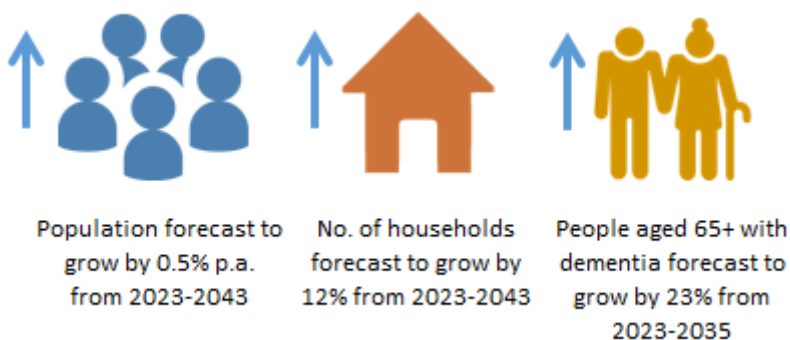 Population forecast to
grow by 0.5% p.a.
from 2023-2043
No. of households
forecast to grow by
12% from 2023-2043
People aged 65+ with
dementia forecast to
grow by 23% from
2023-2035